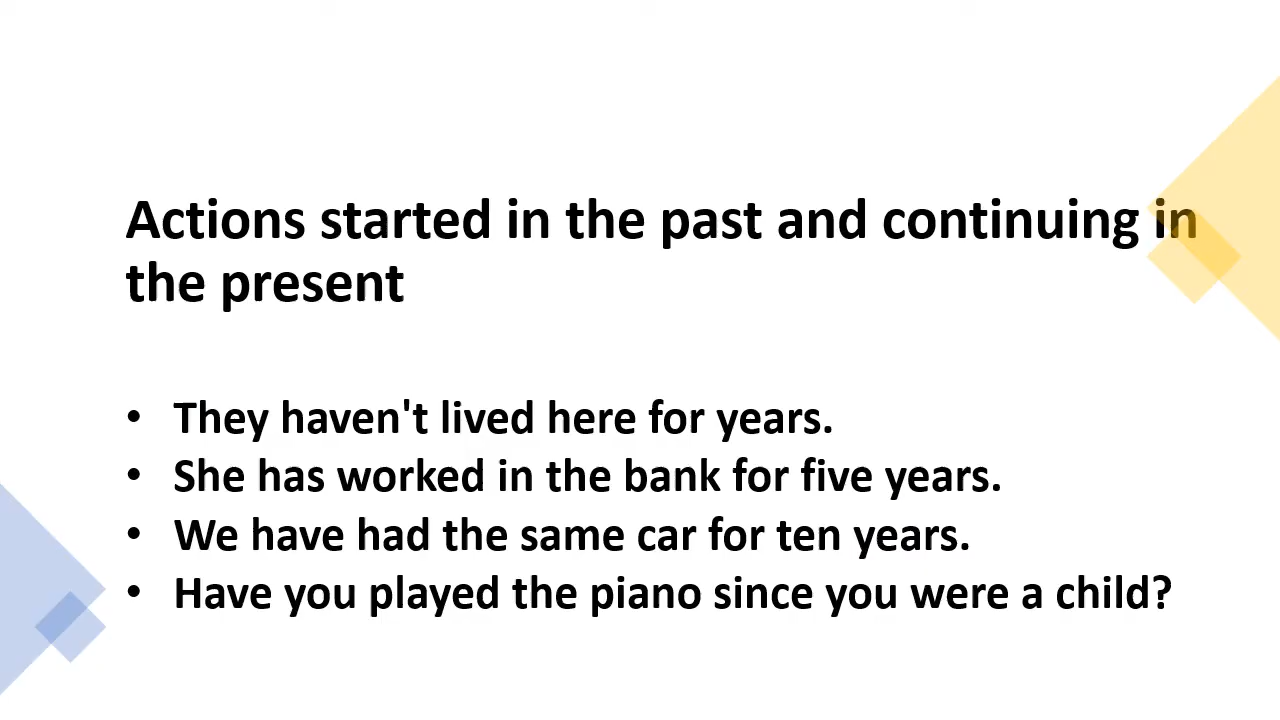 Actions started in the past and continuing in
the present
• They haven't lived here for years.
• She has worked in the bank for five years.
• We have had the same car for ten years.
• Have you played the piano since you were a child?